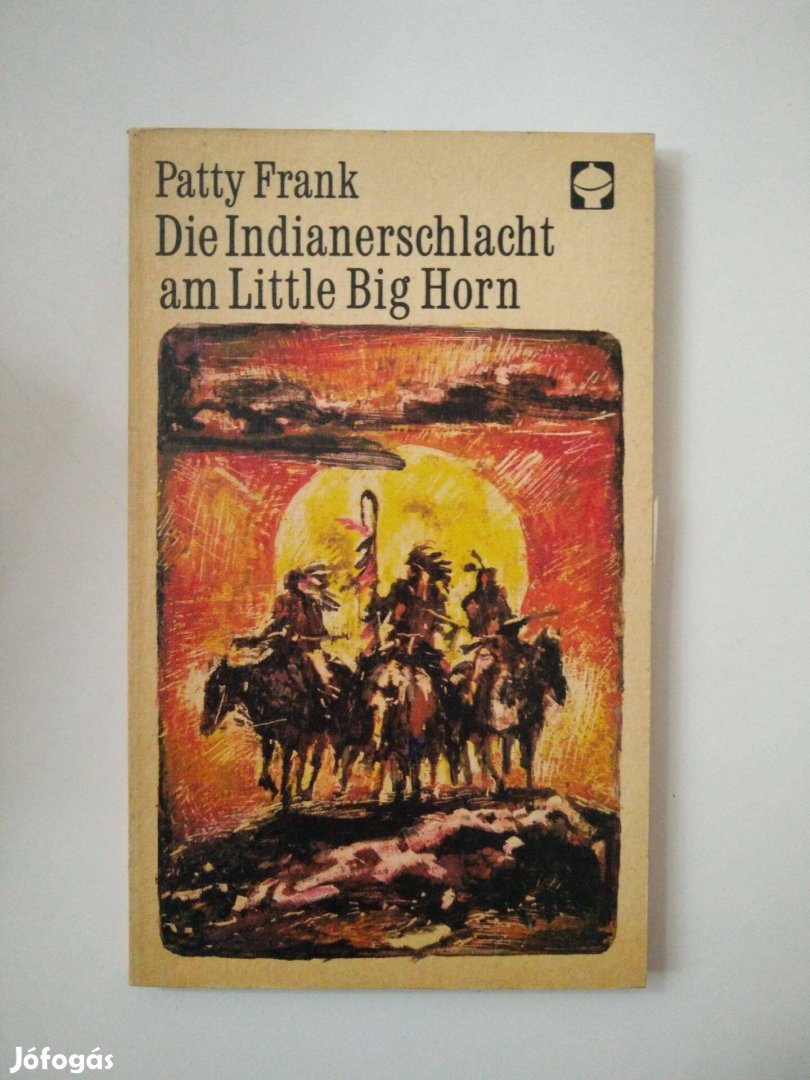 Patty Frank
Die Indianerschlacht
am Little Big Horn
Jófogás